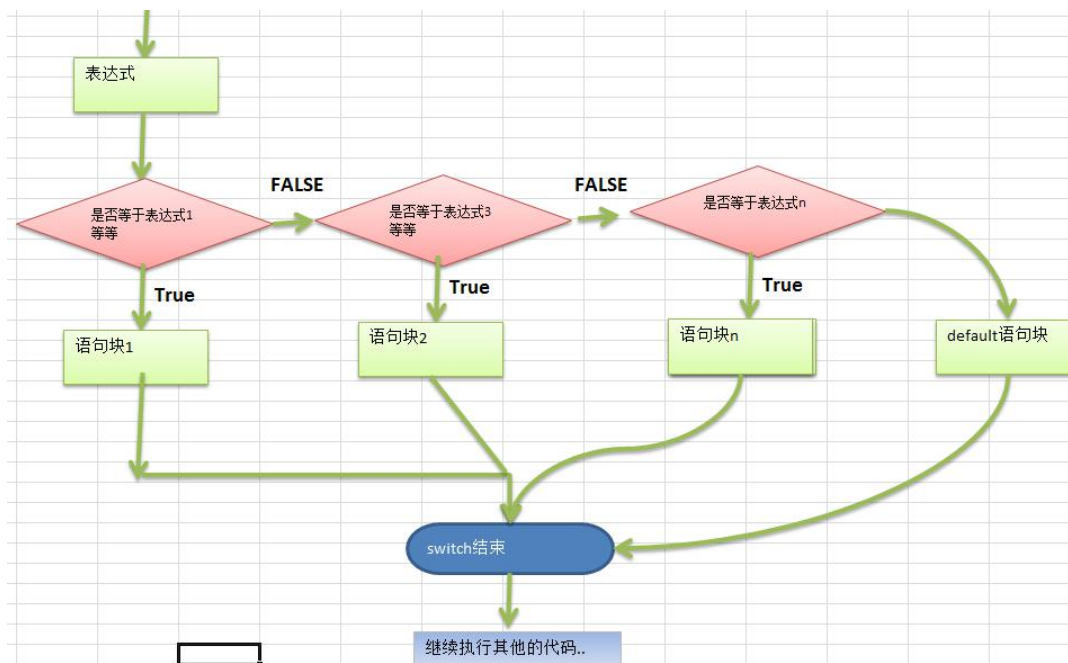 表达式
FALSE
FALSE
是否等于表达式1
等等
是否等于表达式3
等等
是否等于表达式n
True
True
True
语句块1
语句块2
语句块n
default语句块
switch结束
继续执行其他的代码..